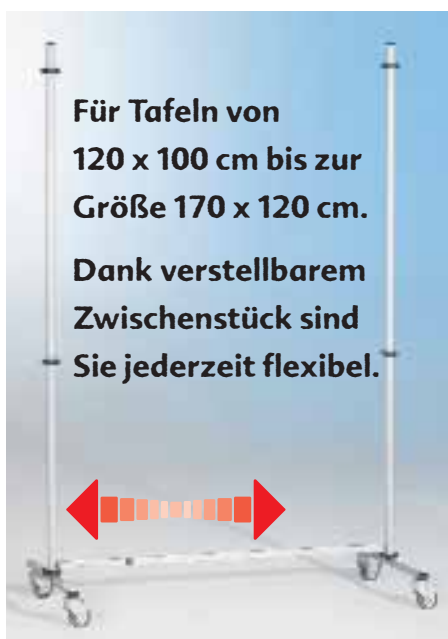 Für Tafeln von
120 x 100 cm bis zur
Größe 170 x 120 cm.
Dank verstellbarem
Zwischenstück sind
Sie jederzeit flexibel.